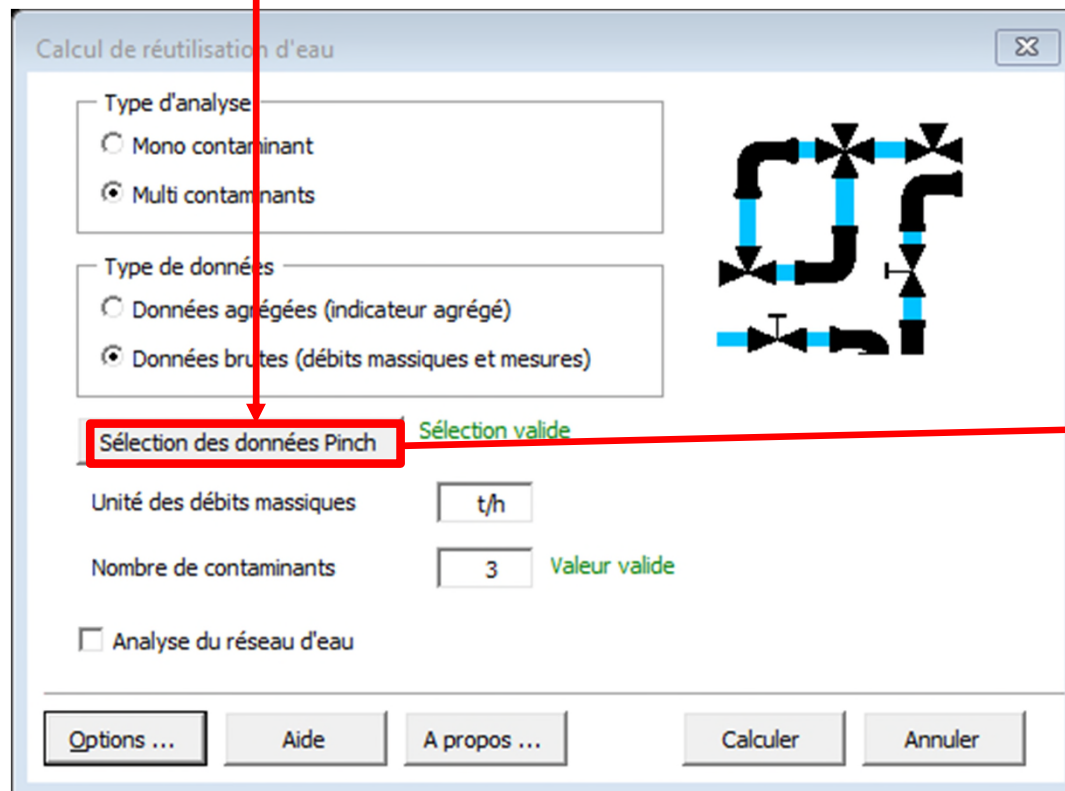 Calcul de réutilisation d'eau
Type d'analyse
Mono contaminant
Multi contaminants
Type de données
Données agrégées (indicateur agrégé)
Données brutes (débits massiques et mesures)
Sélection des données Pinch Sélection valide
Unité des débits massiques t/h
Nombre de contaminants 3 Valeur valide
Analyse du réseau d'eau
Options ... Aide A propos ... Calculer Annuler